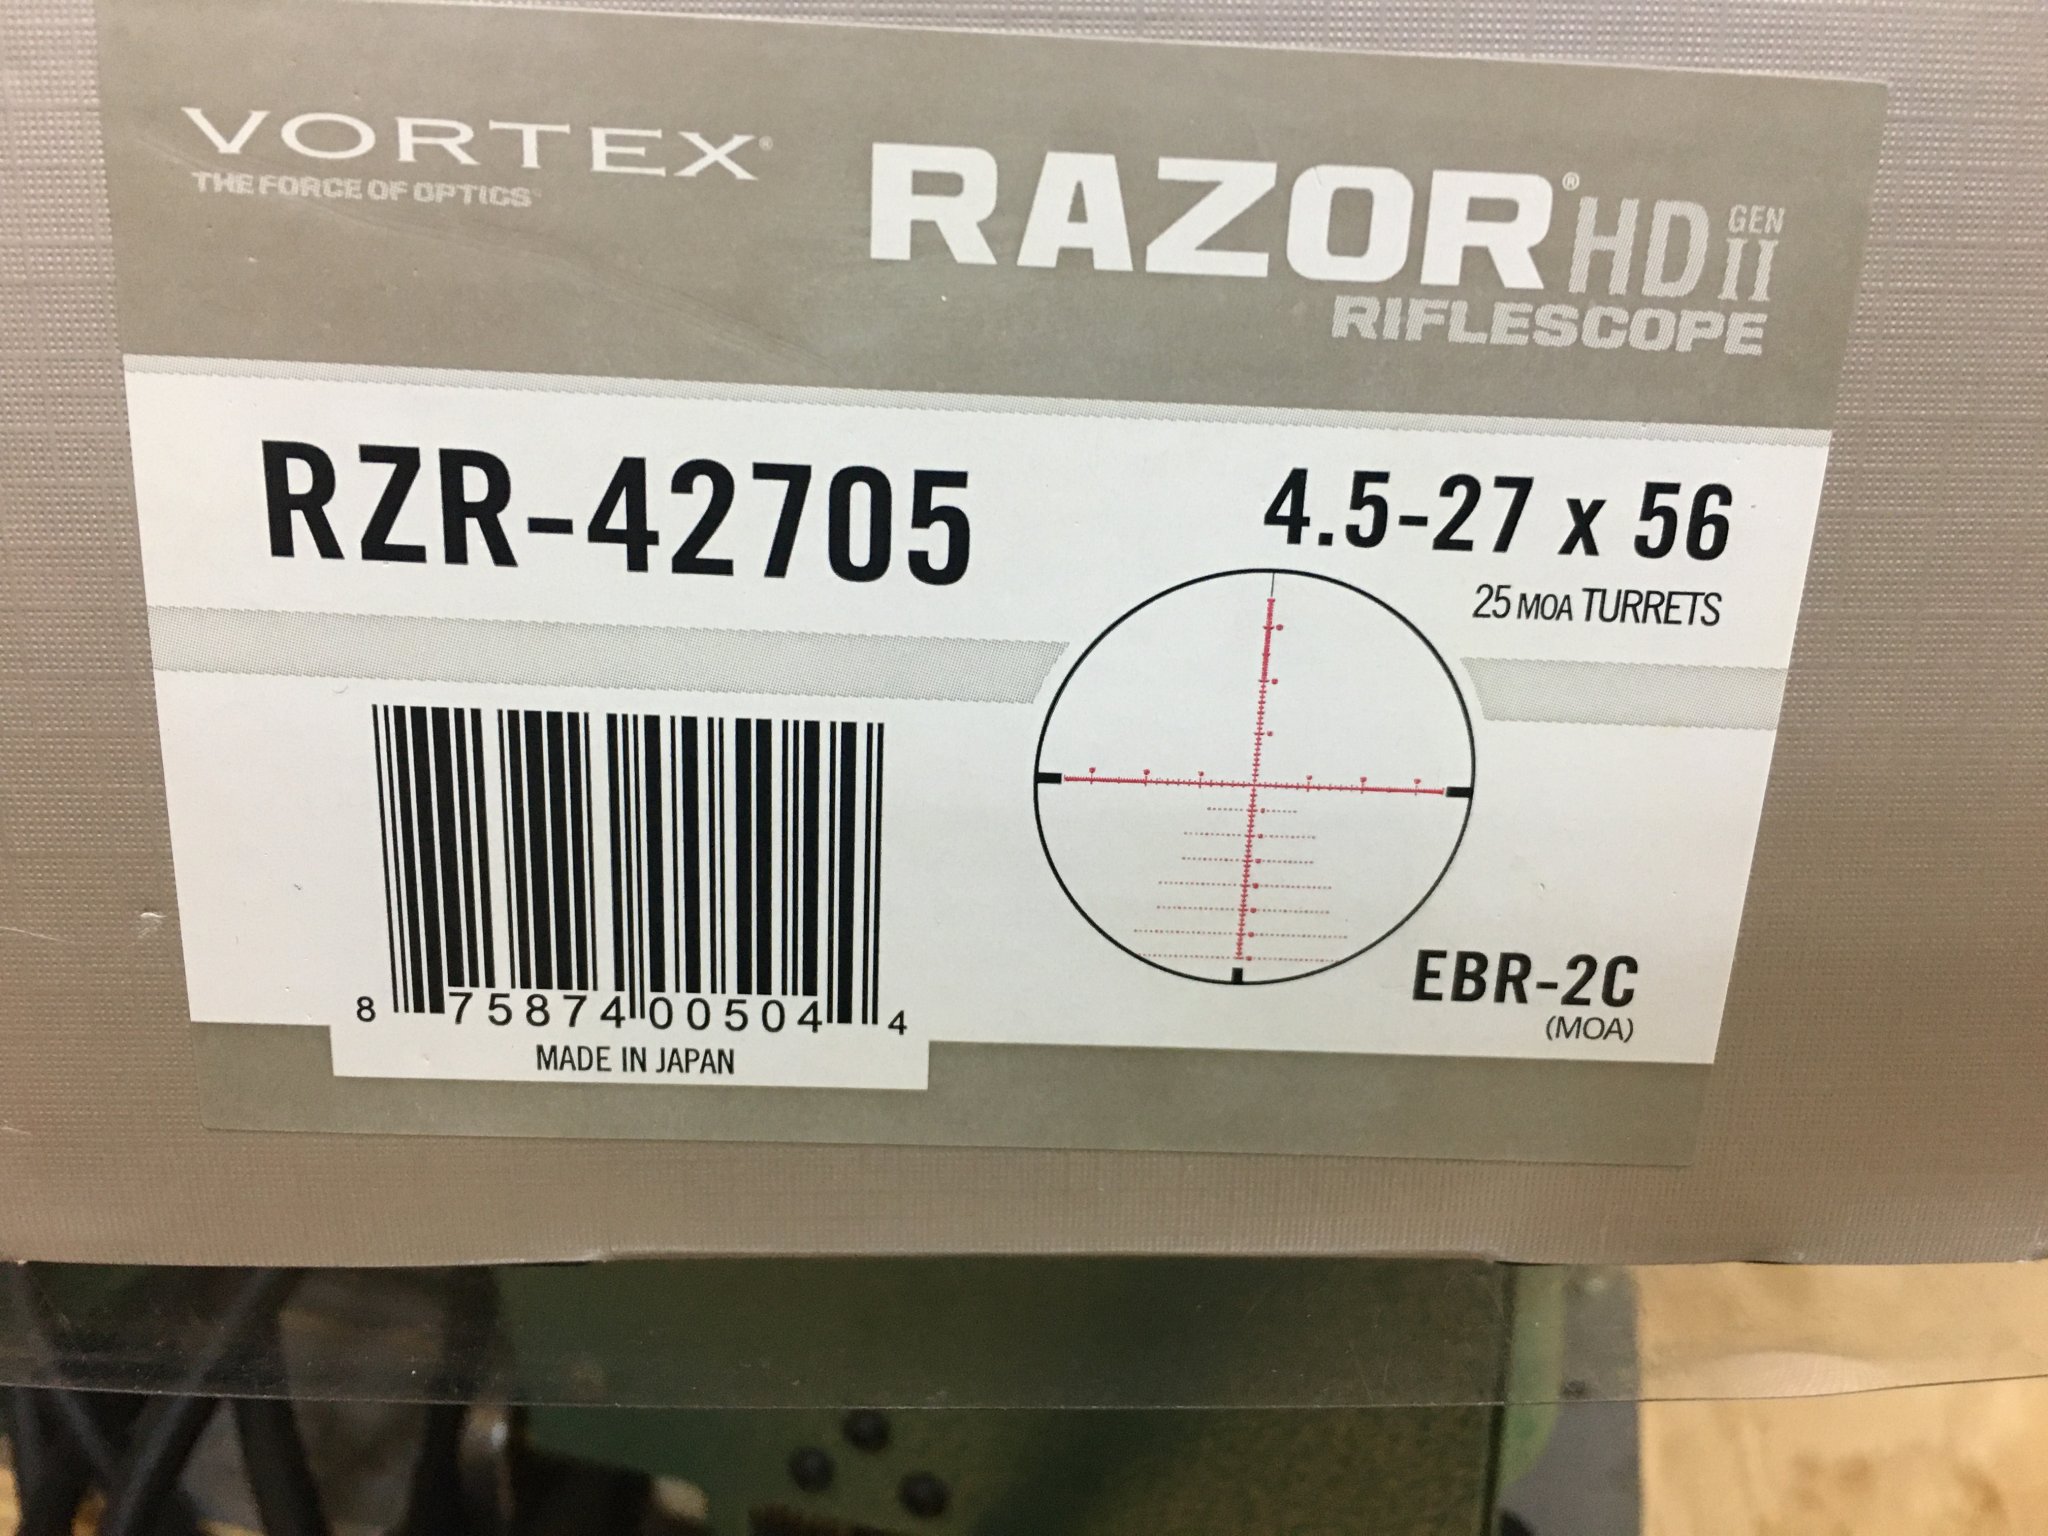 VORTEX®
THE FORCE OF OPTICS
RAZOR® HD GEN II
RIFLESCOPE
RZR-42705
4.5-27 x 56
25 MOA TURRETS
8 75874 00504 4
MADE IN JAPAN
EBR-2C
(MOA)